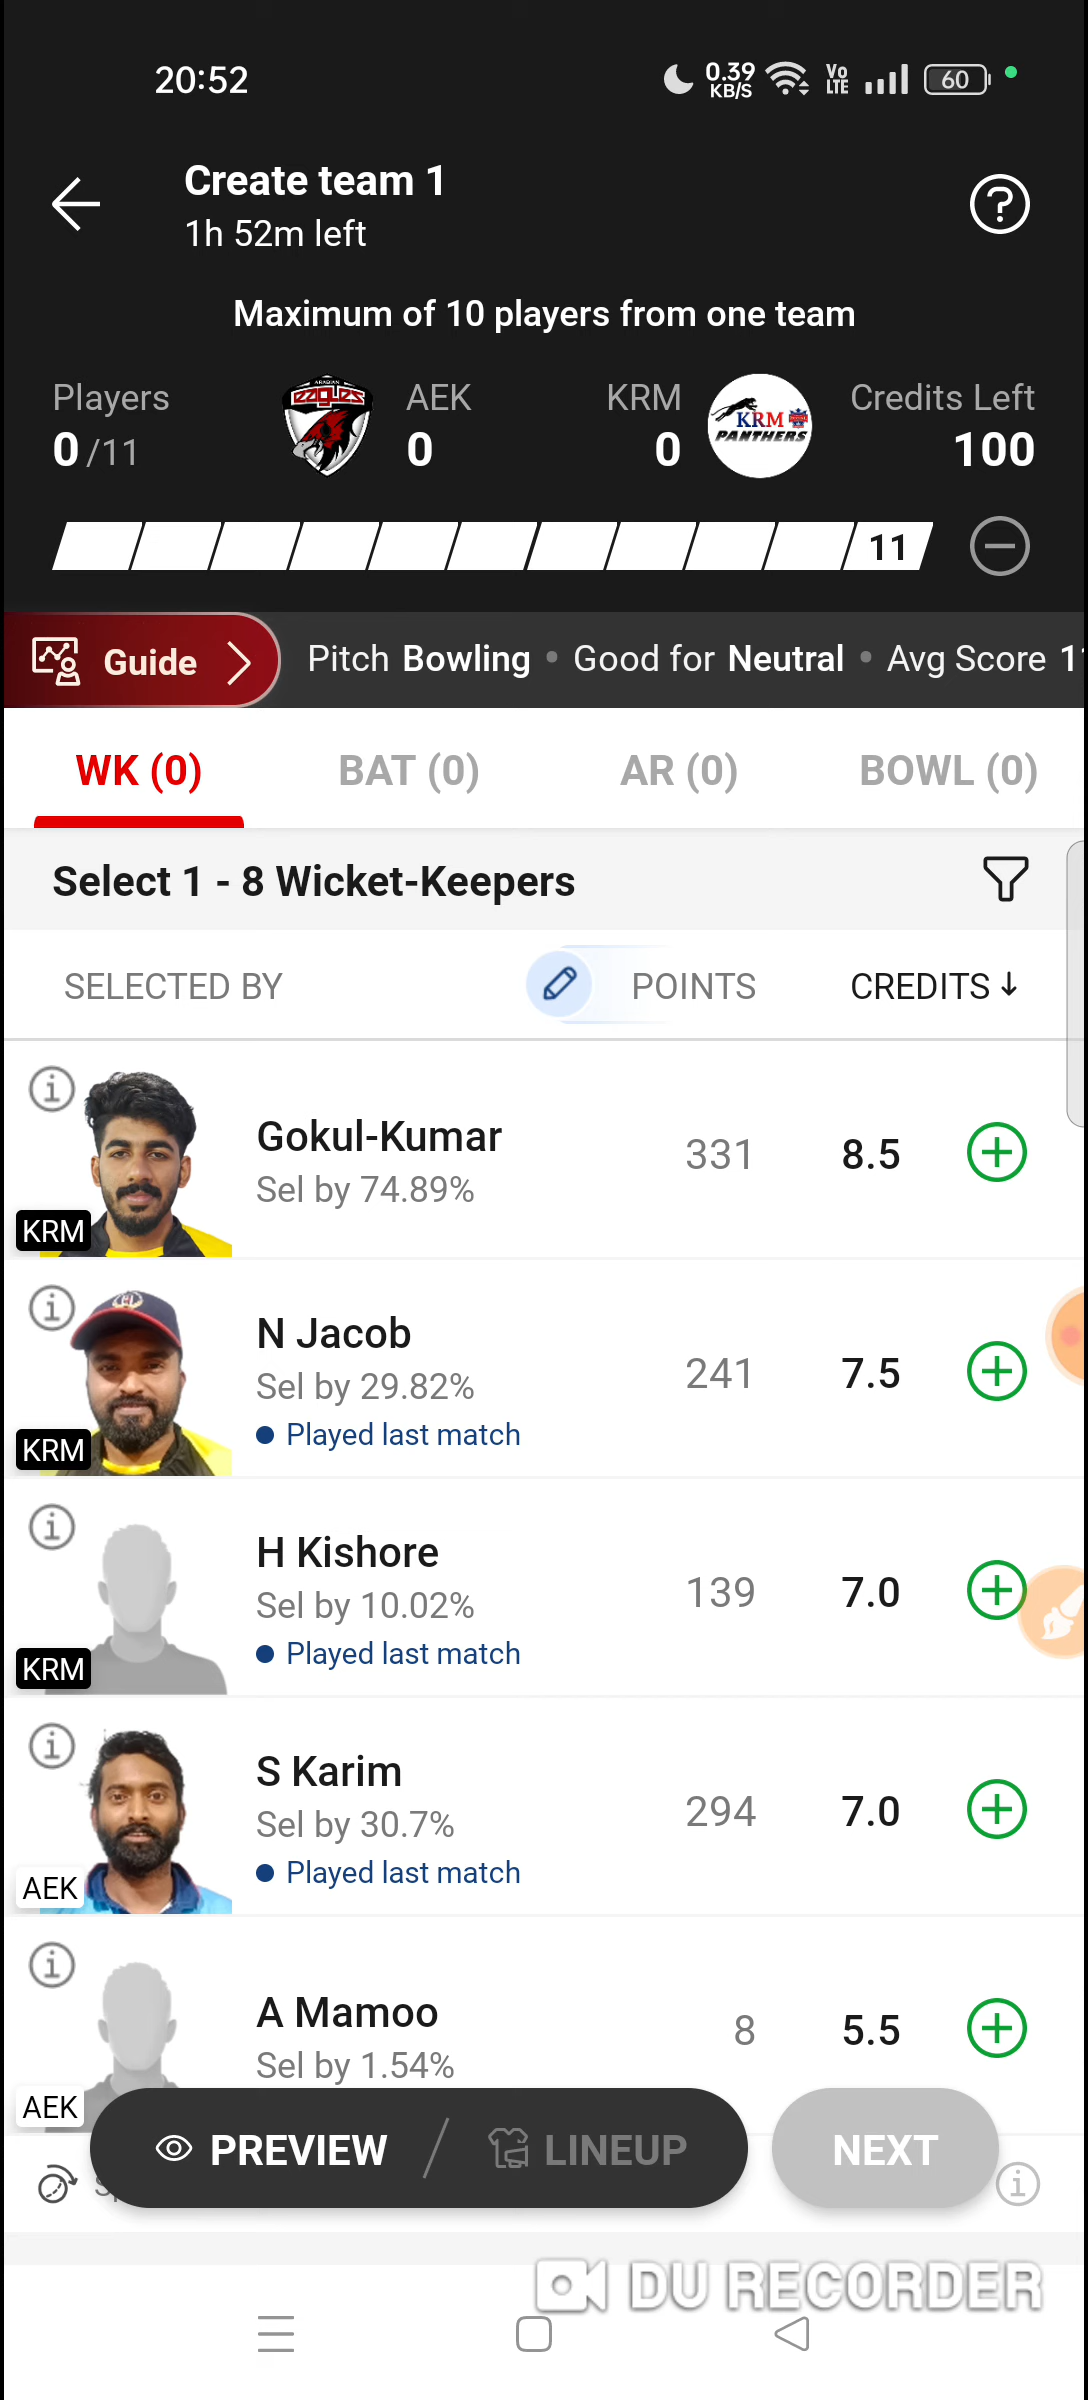 20:52
0.39
KB/S
Vo
LTE
60
Create team 1
1h 52m left
?
Maximum of 10 players from one team
Players
0 /11
ARABIAN
eagles
AEK
0
KRM
0
KRM
PANTHERS
Credits Left
100
11
Guide
Pitch Bowling • Good for Neutral • Avg Score
WK (0)
BAT (0)
AR (0)
BOWL (0)
Select 1 - 8 Wicket-Keepers
SELECTED BY
POINTS
CREDITS ↓
Gokul-Kumar
Sel by 74.89%
331
8.5
KRM
N Jacob
Sel by 29.82%
Played last match
241
7.5
KRM
H Kishore
Sel by 10.02%
Played last match
139
7.0
KRM
S Karim
Sel by 30.7%
Played last match
294
7.0
AEK
A Mamoo
Sel by 1.54%
8
5.5
AEK
PREVIEW
LINEUP
NEXT
DU RECORDER